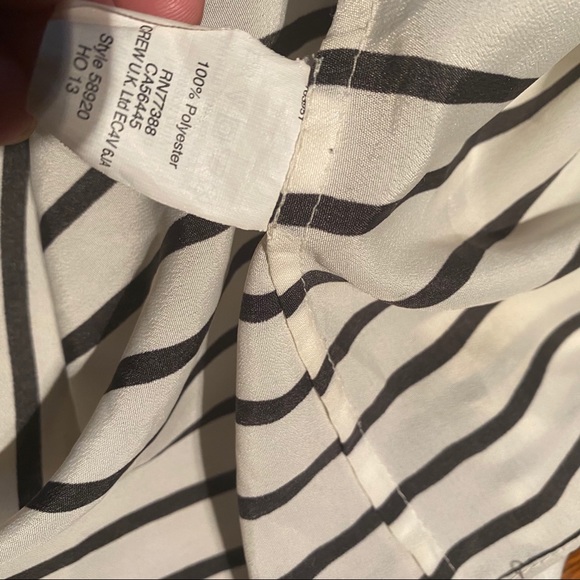 100% Polyester
RN77388
CA56445
CREW U.K. Ltd EC4V 6JA
Style 58920
HO 13